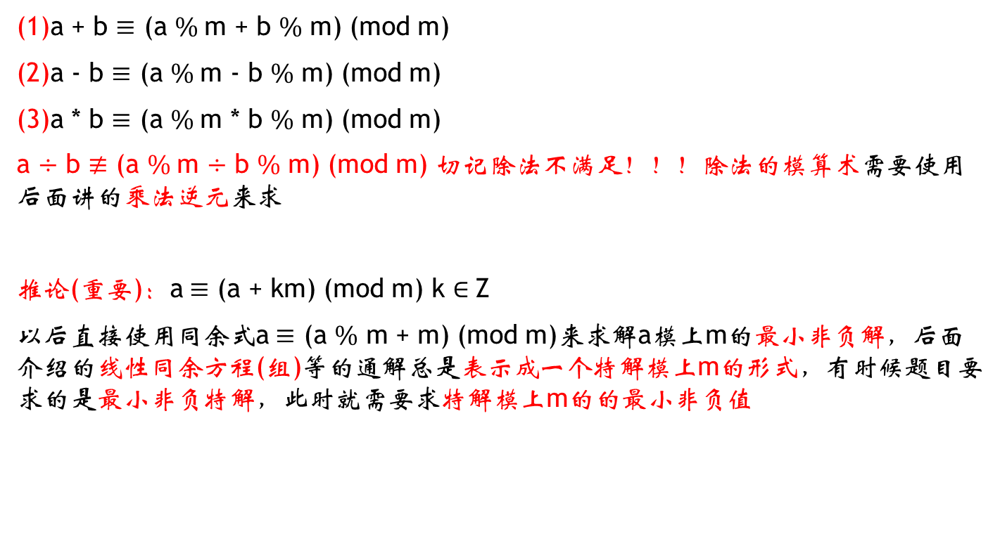 (1)a + b ≡ (a % m + b % m) (mod m)
(2)a - b ≡ (a % m - b % m) (mod m)
(3)a * b ≡ (a % m * b % m) (mod m)
a ÷ b ≢ (a % m ÷ b % m) (mod m) 切记除法不满足！！！除法的模算术需要使用
后面讲的乘法逆元来求
推论(重要)：a ≡ (a + km) (mod m) k ∈ Z
以后直接使用同余式a ≡ (a % m + m) (mod m)来求解a模上m的最小非负解，后面
介绍的线性同余方程(组)等的通解总是表示成一个特解模上m的形式，有时候题目要
求的是最小非负特解，此时就需要求特解模上m的的最小非负值